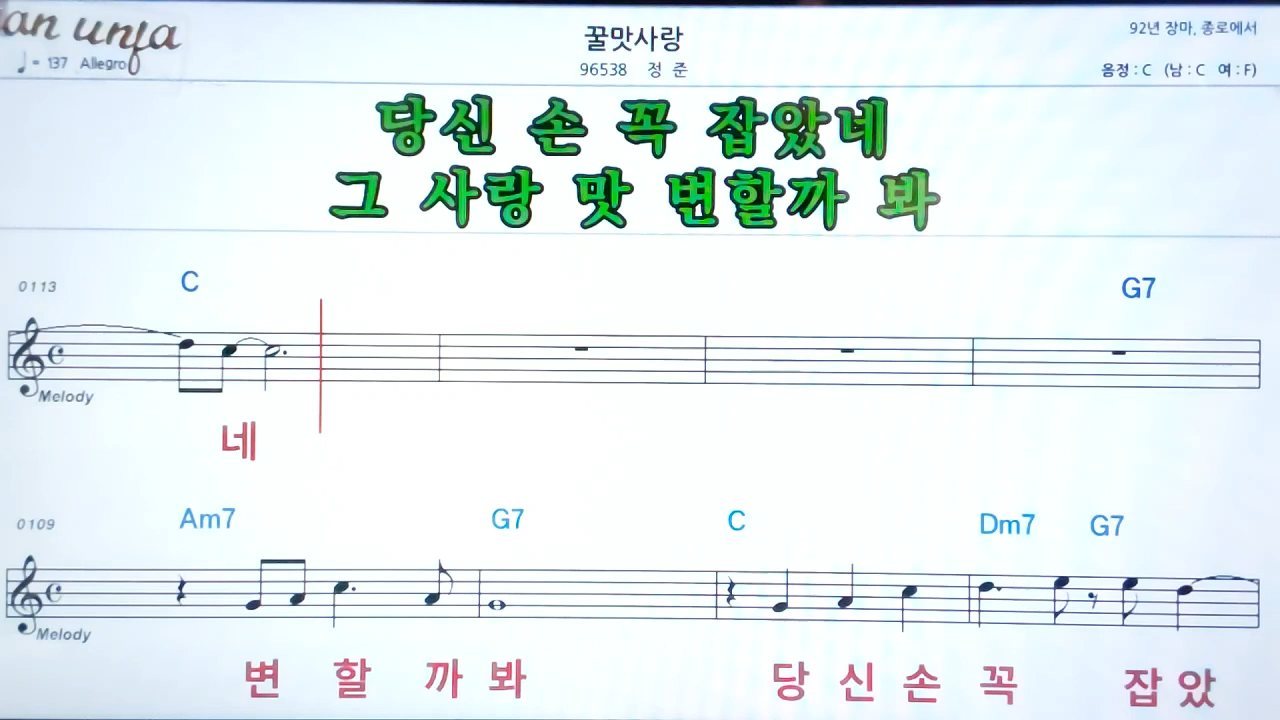 꿀맛사랑
92년 장마, 종로에서
♩= 137 Allegro
96538 정 준
음정 : C (남 : C 여 : F)
당신 손 꼭 잡았네
그 사랑 맛 변할까 봐
0113 C G7
Melody
네
0109 Am7 G7 C Dm7 G7
Melody
변 할 까 봐 당 신 손 꼭 잡 았